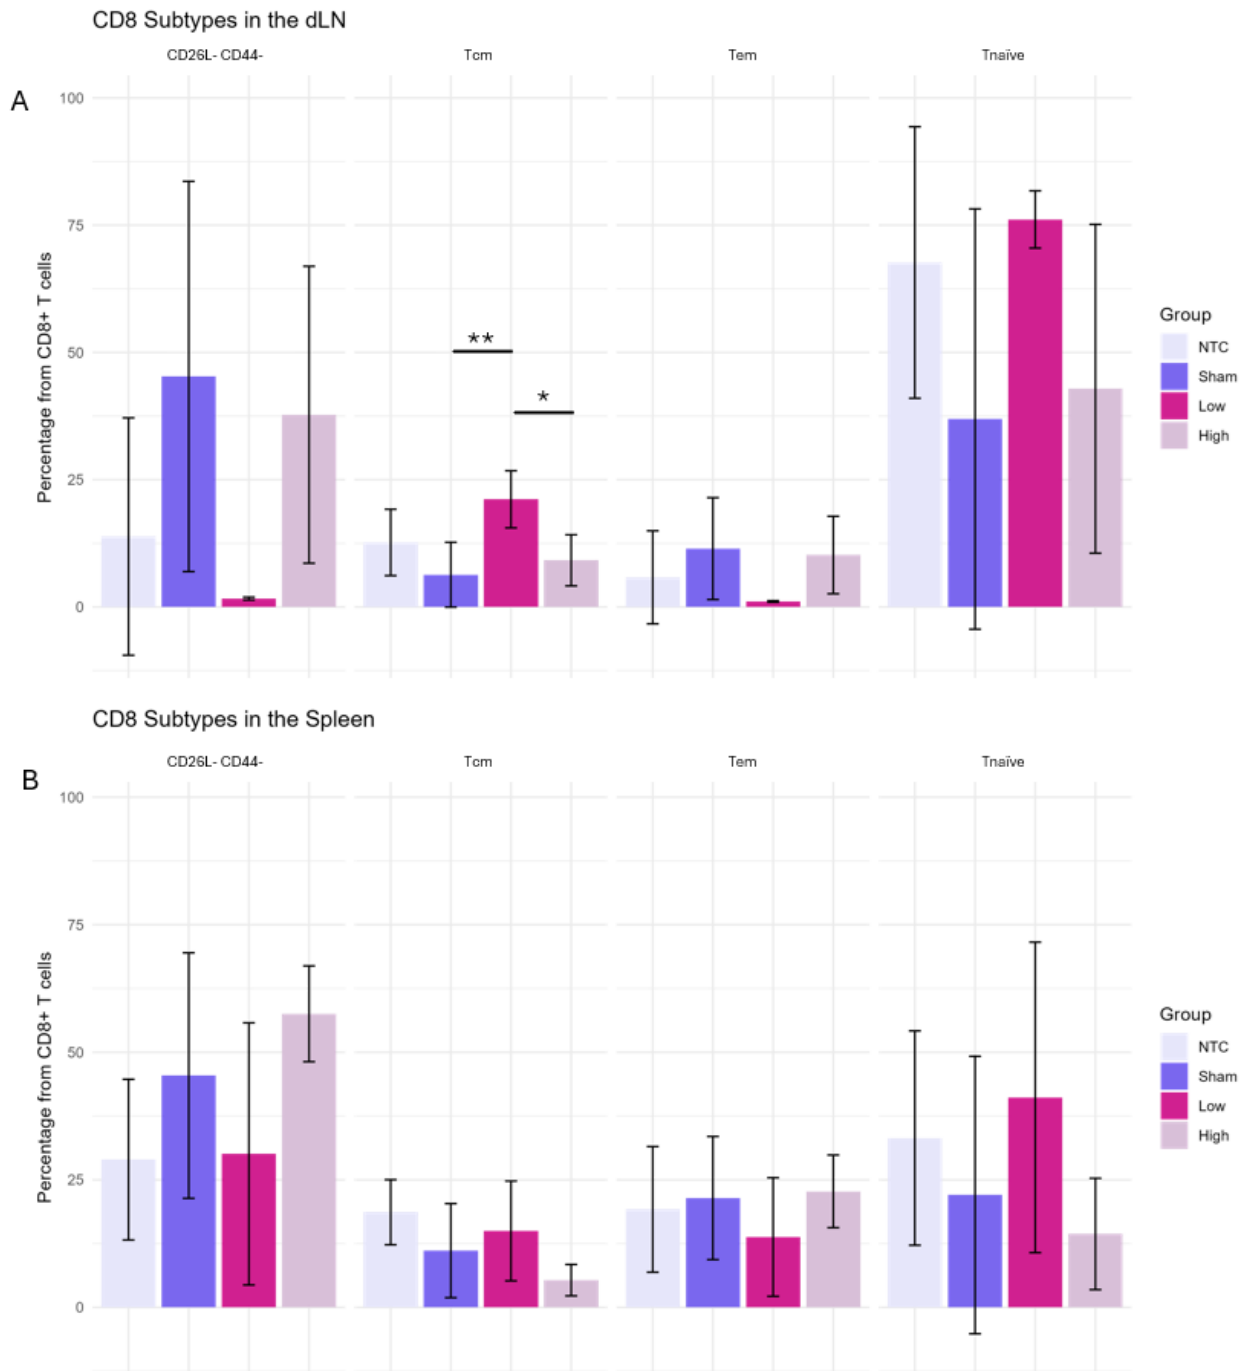 CD8 Subtypes in the dLN
CD26L- CD44- Tcm Tem Tnaïve
A
100
75
50
25
0
Percentage from CD8+ T cells
**
*
Group
NTC
Sham
Low
High
CD8 Subtypes in the Spleen
CD26L- CD44- Tcm Tem Tnaïve
B
100
75
50
25
0
Percentage from CD8+ T cells
Group
NTC
Sham
Low
High